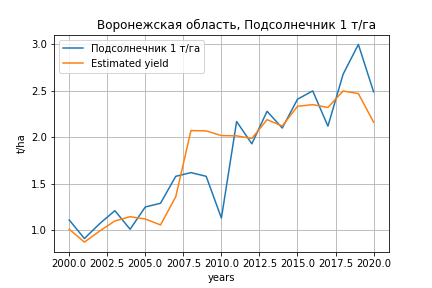 Воронежская область, Подсолнечник 1 т/га
Подсолнечник 1 т/га
Estimated yield
3.0
2.5
2.0
1.5
1.0
t/ha
2000.0 2002.5 2005.0 2007.5 2010.0 2012.5 2015.0 2017.5 2020.0
years